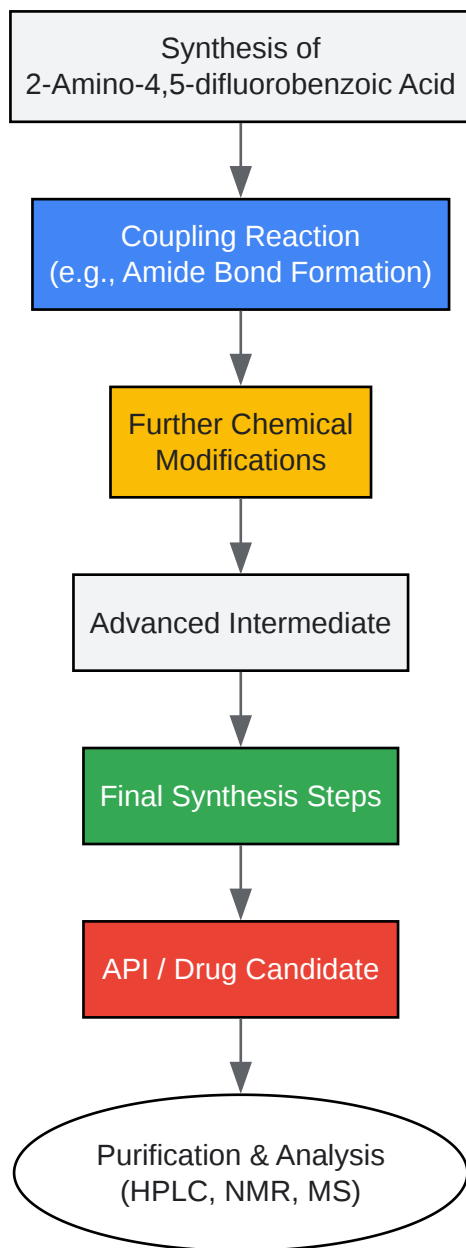 Synthesis of
2-Amino-4,5-difluorobenzoic Acid
Coupling Reaction
(e.g., Amide Bond Formation)
Further Chemical
Modifications
Advanced Intermediate
Final Synthesis Steps
API / Drug Candidate
Purification & Analysis
(HPLC, NMR, MS)